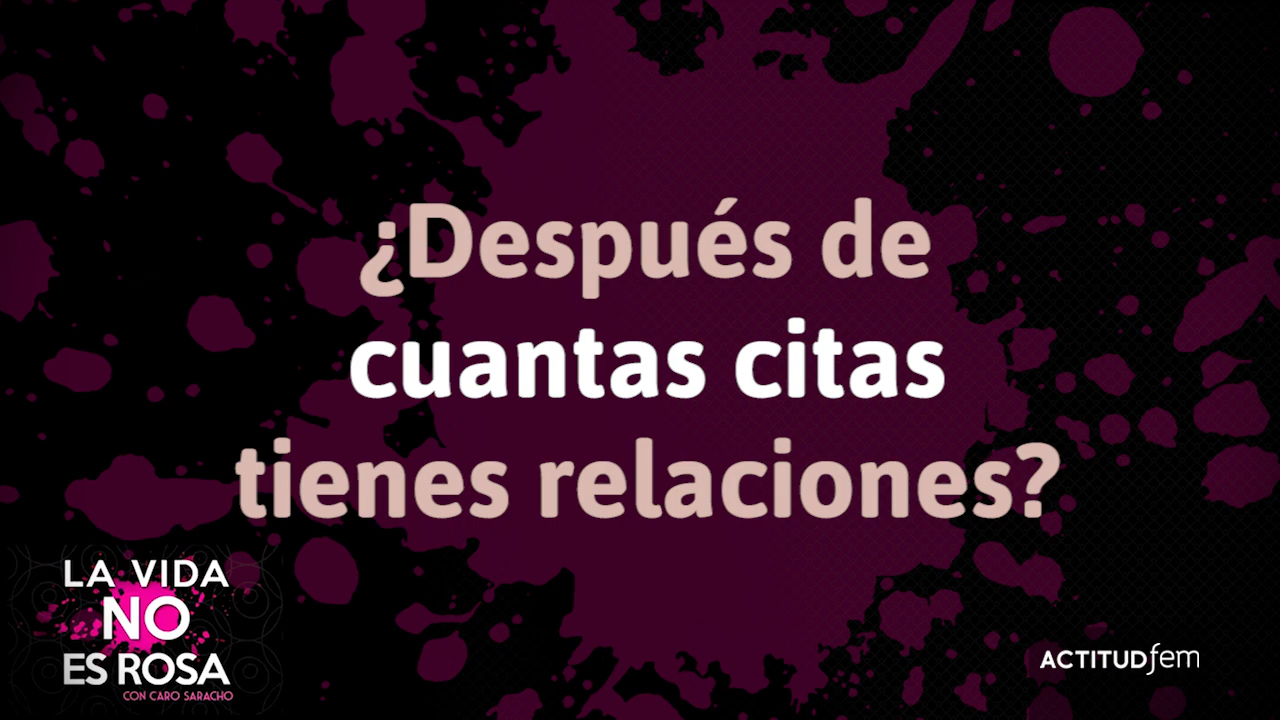 ¿Después de
cuantas citas
tienes relaciones?
LA VIDA
NO
ES ROSA
CON CARO SARACHO
ACTITUDfem